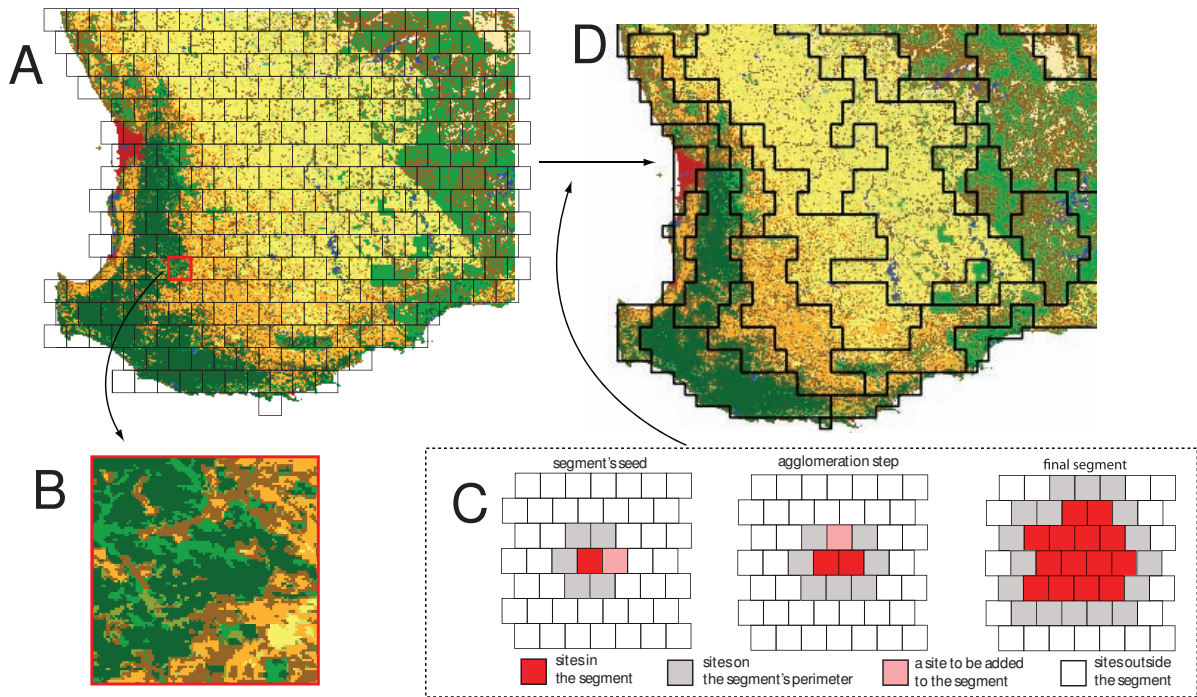 A
D
B
C
segment's seed
agglomeration step
final segment
sites in
the segment
sites on
the segment's perimeter
a site to be added
to the segment
sites outside
the segment